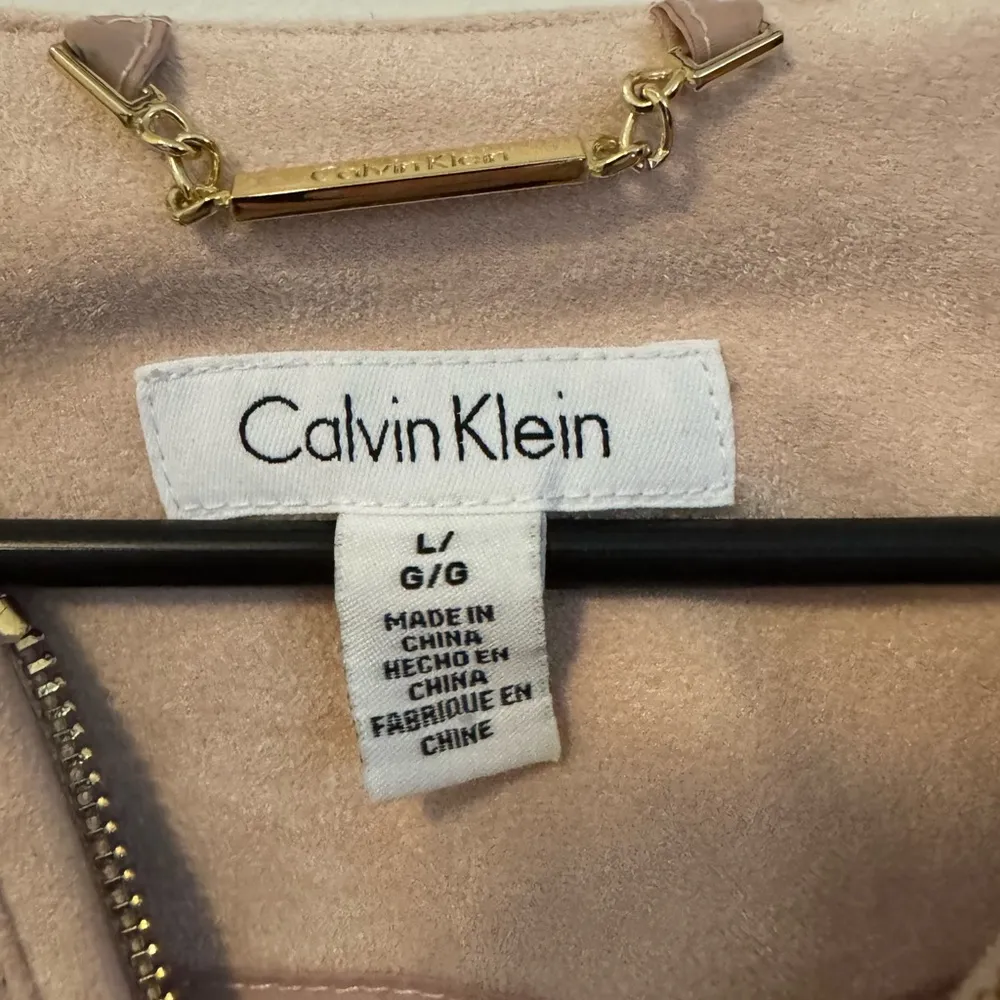 Calvin Klein
Calvin Klein
L/
G/G
MADE IN
CHINA
HECHO EN
CHINA
FABRIQUE EN
CHINE